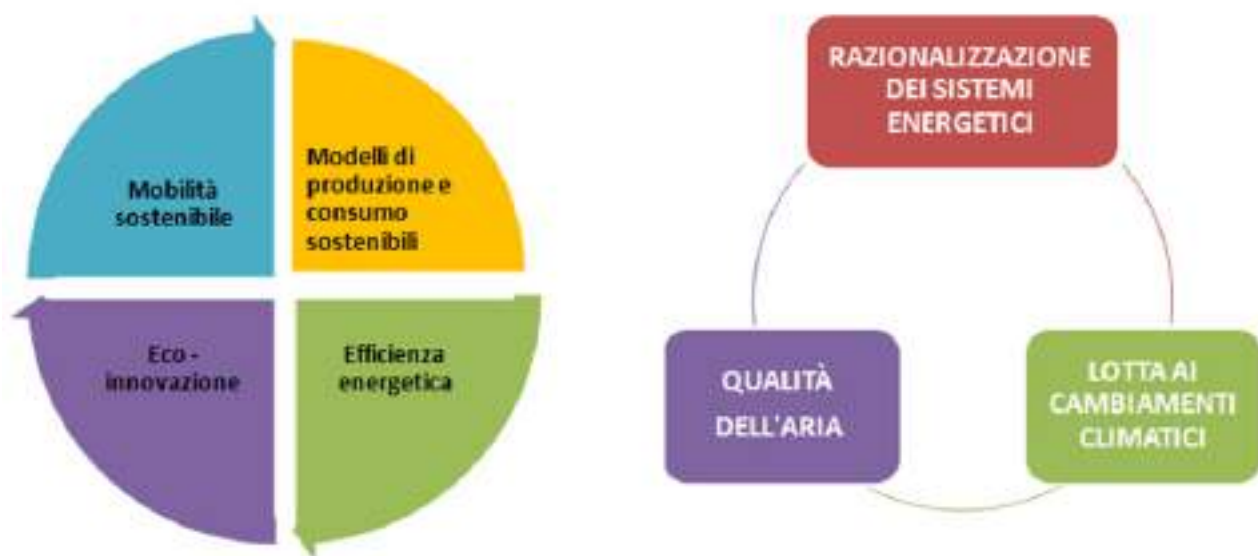 Mobilità
sostenibile
Modelli di
produzione e
consumo
sostenibili
Eco -
innovazione
Efficienza
energetica
RAZIONALIZZAZIONE
DEI SISTEMI
ENERGETICI
QUALITÀ
DELL'ARIA
LOTTA AI
CAMBIAMENTI
CLIMATICI